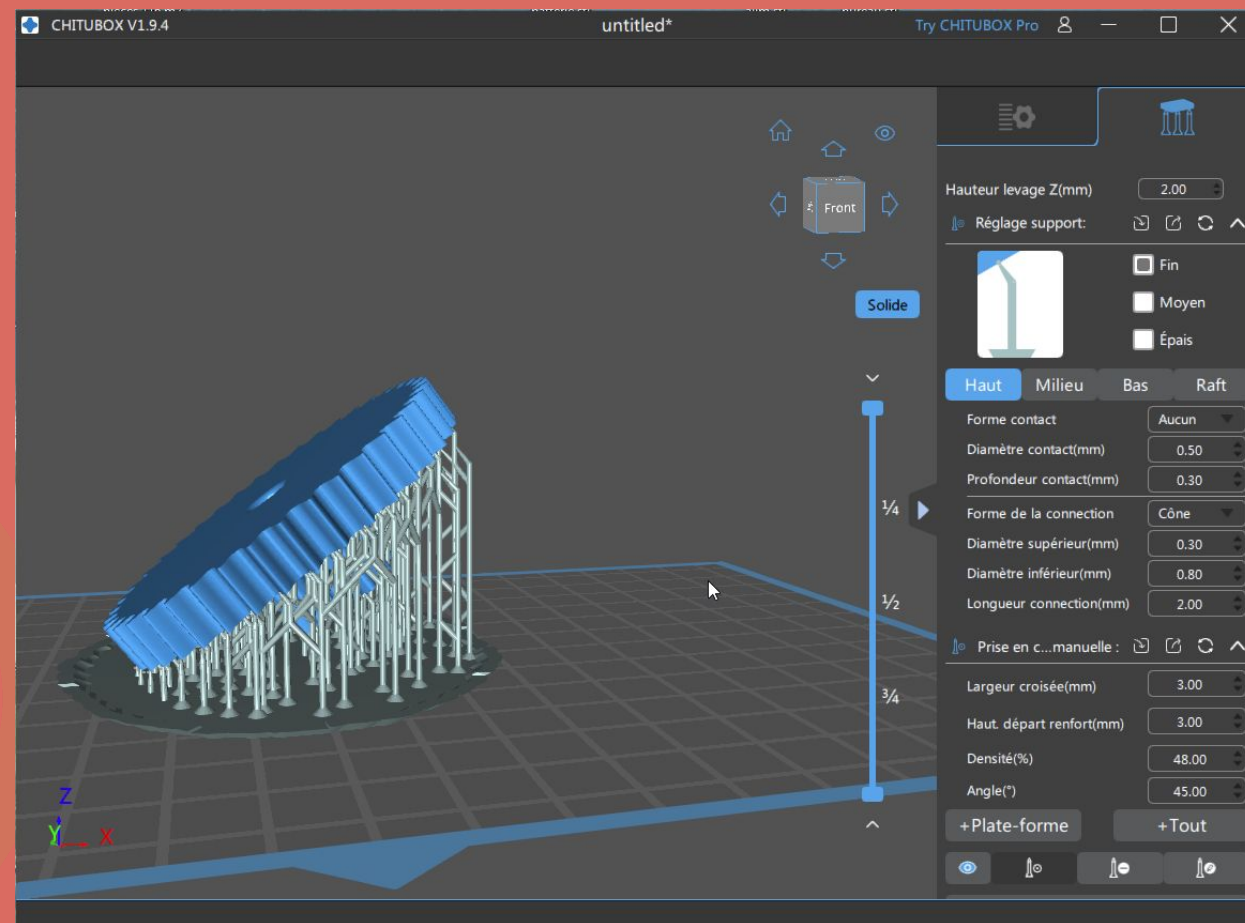 CHITUBOX V1.9.4
untitled*
Try CHITUBOX Pro
Hauteur levage Z(mm) 2.00
Réglage support:
Front
Fin
Solide
Moyen
Épais
Haut Milieu Bas Raft
Forme contact Aucun
Diamètre contact(mm) 0.50
Profondeur contact(mm) 0.30
¼
Forme de la connection Cône
Diamètre supérieur(mm) 0.30
Diamètre inférieur(mm) 0.80
½
Longueur connection(mm) 2.00
Prise en c...manuelle :
Largeur croisée(mm) 3.00
¾
Haut. départ renfort(mm) 3.00
Densité(%) 48.00
Angle(°) 45.00
Z
Y X
+Plate-forme +Tout